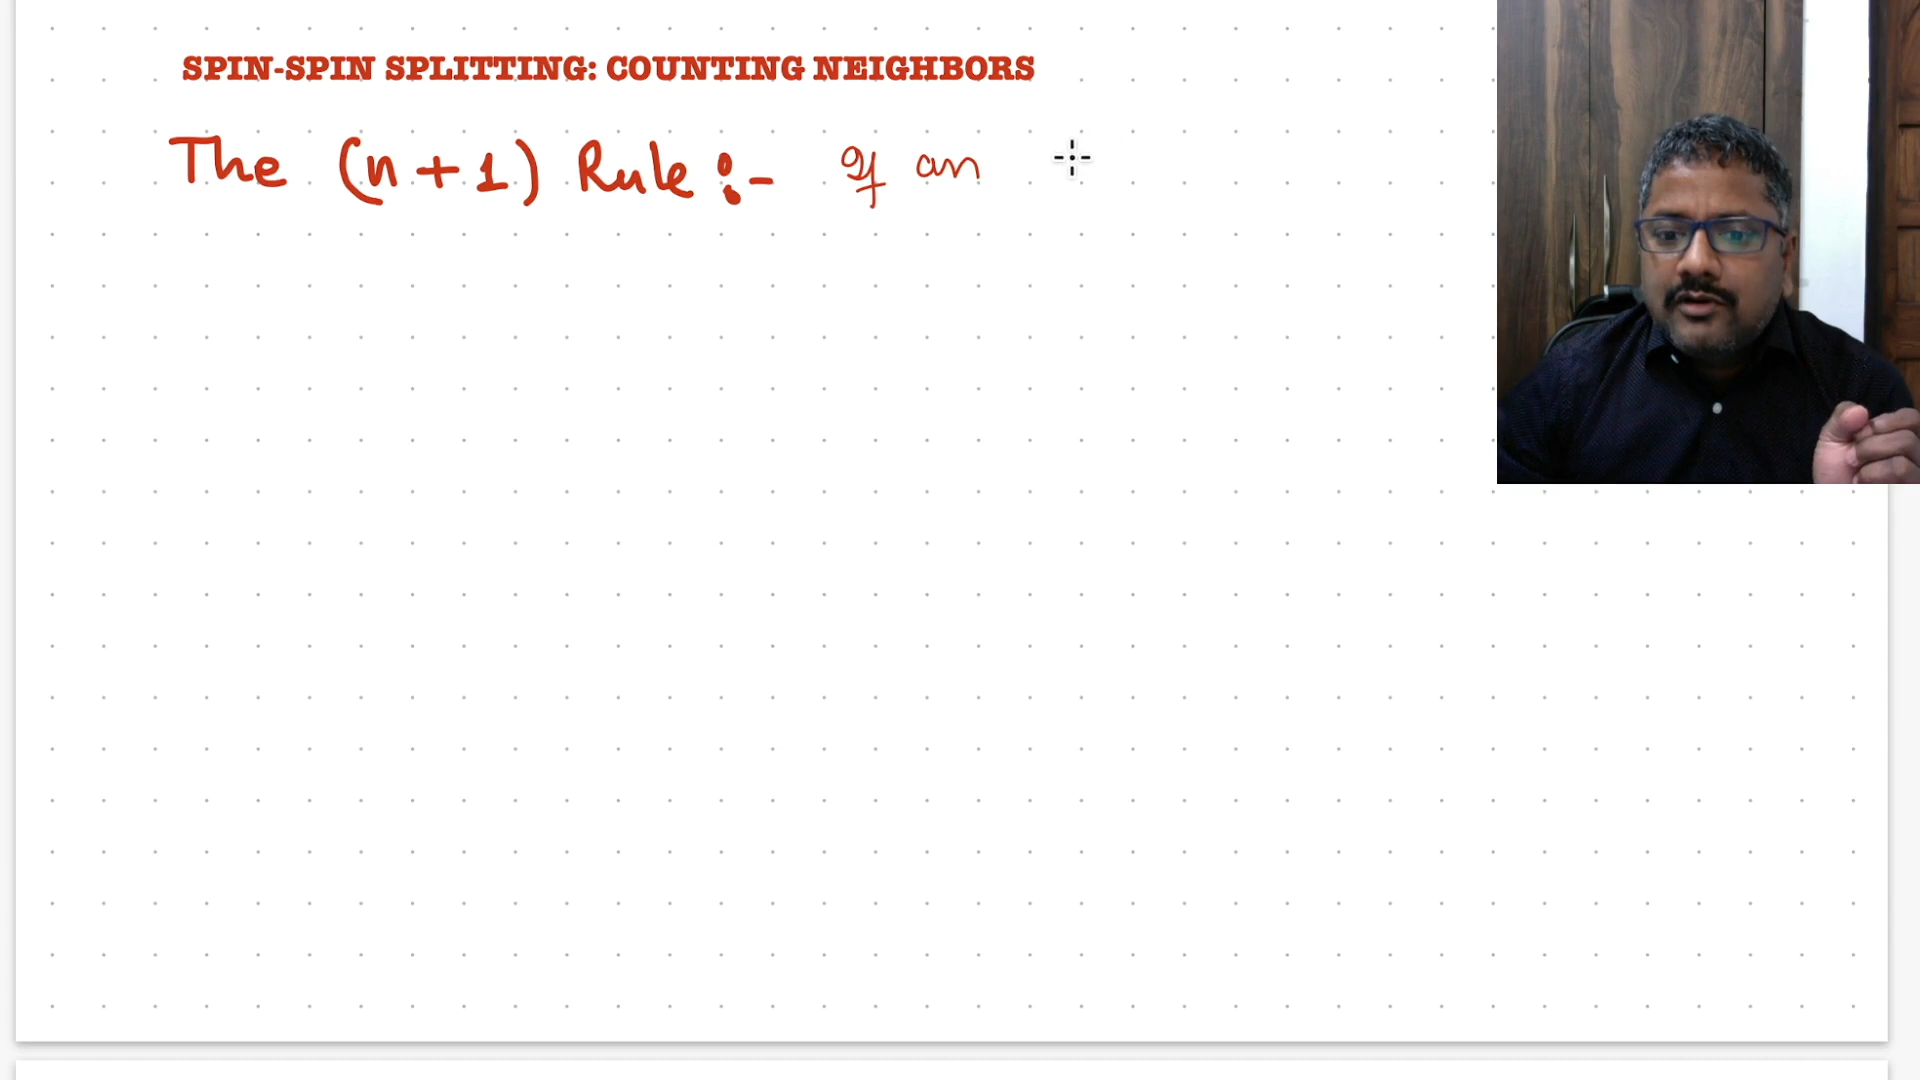 SPIN-SPIN SPLITTING: COUNTING NEIGHBORS
The (n+1) Rule :- If an